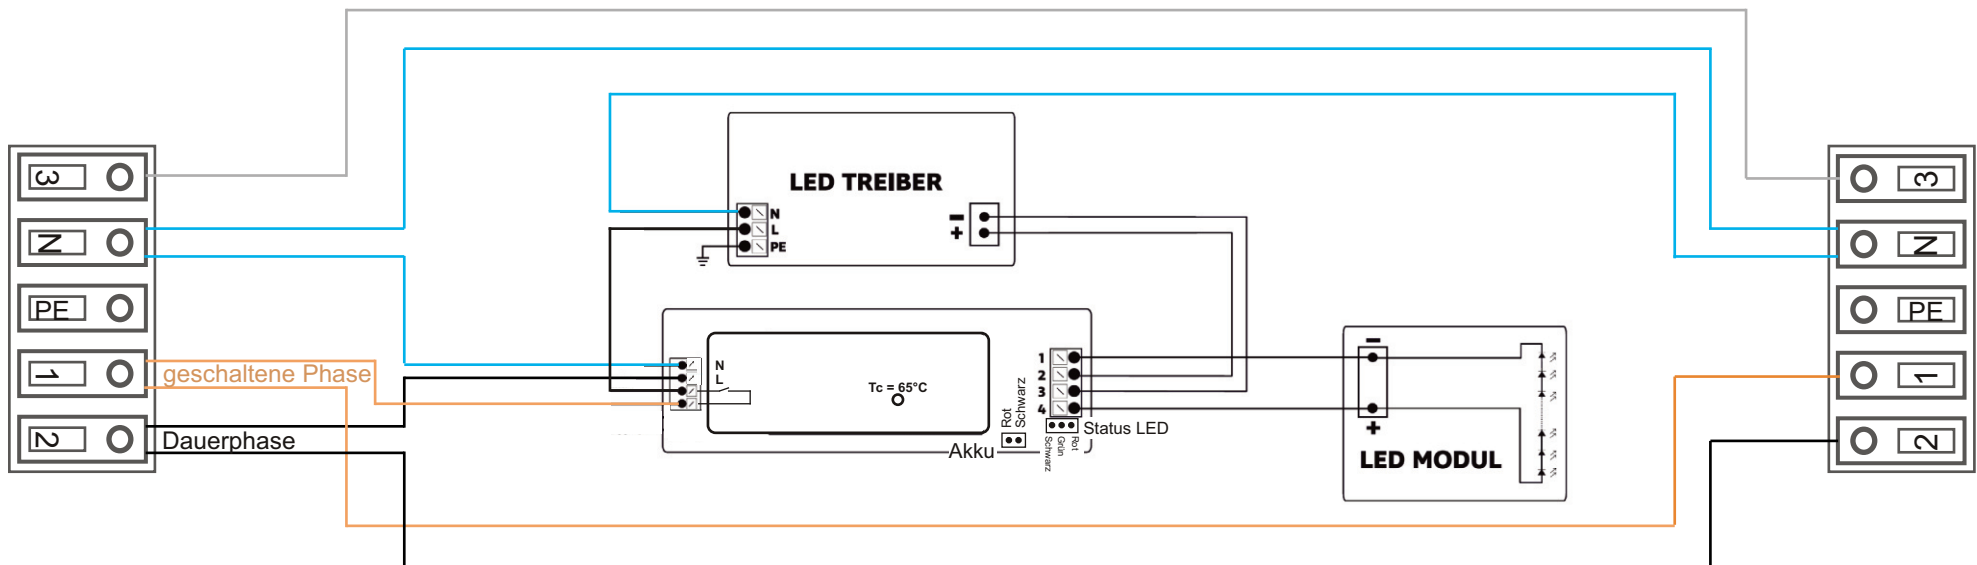 3
N
PE
1
2
geschaltene Phase
Dauerphase
LED TREIBER
N
L
PE
-
+
N
L
Tc = 65°C
1
2
3
4
Rot
Schwarz
Akku
Status LED
Rot
Grün
Schwarz
-
+
LED MODUL
3
N
PE
1
2